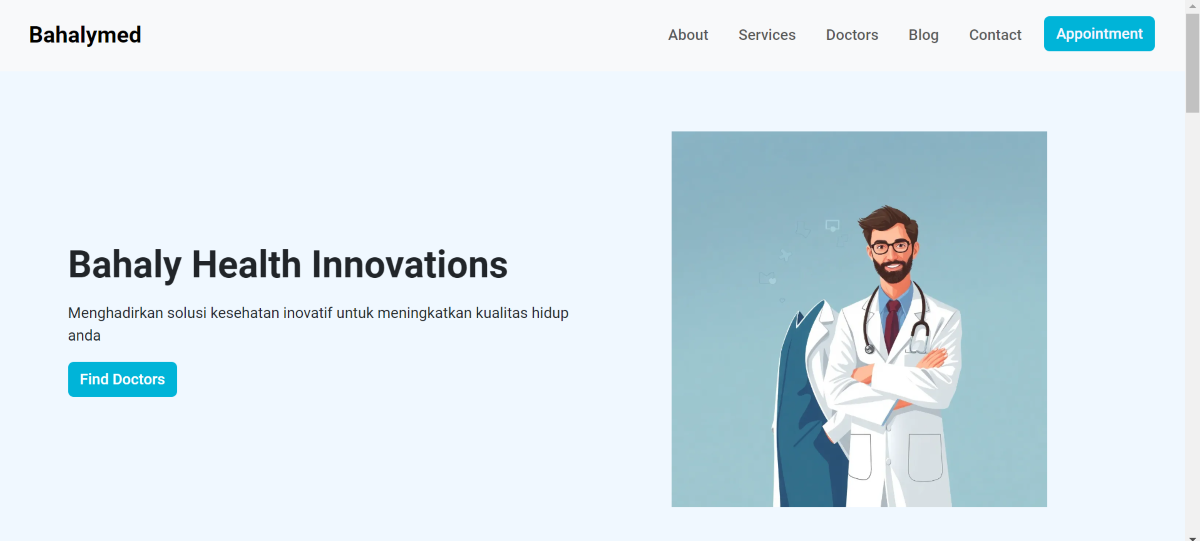 Bahalymed
About
Services
Doctors
Blog
Contact
Appointment
Bahaly Health Innovations
Menghadirkan solusi kesehatan inovatif untuk meningkatkan kualitas hidup
anda
Find Doctors